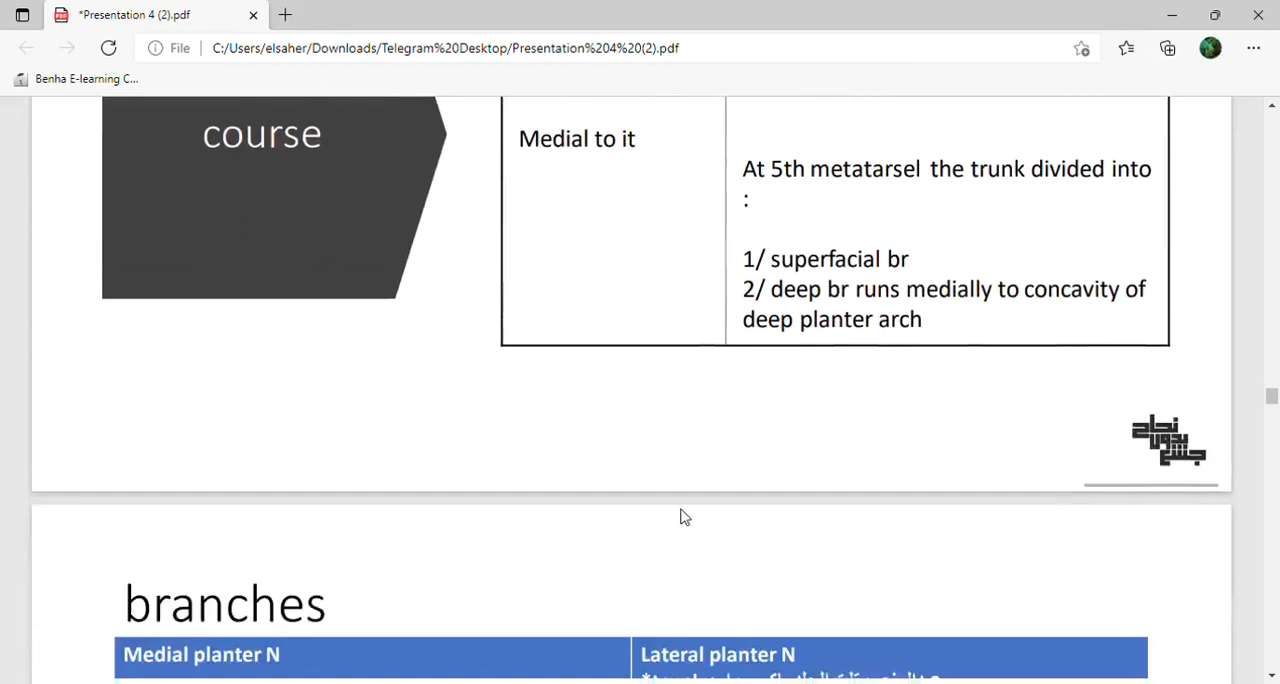 *Presentation 4 (2).pdf
File
C:/Users/elsaher/Downloads/Telegram%20Desktop/Presentation%204%20(2).pdf
Benha E-learning C...
course
Medial to it
At 5th metatarsel the trunk divided into
:
1/ superfacial br
2/ deep br runs medially to concavity of
deep planter arch
نجاح
بدون
branches
Medial planter N
Lateral planter N